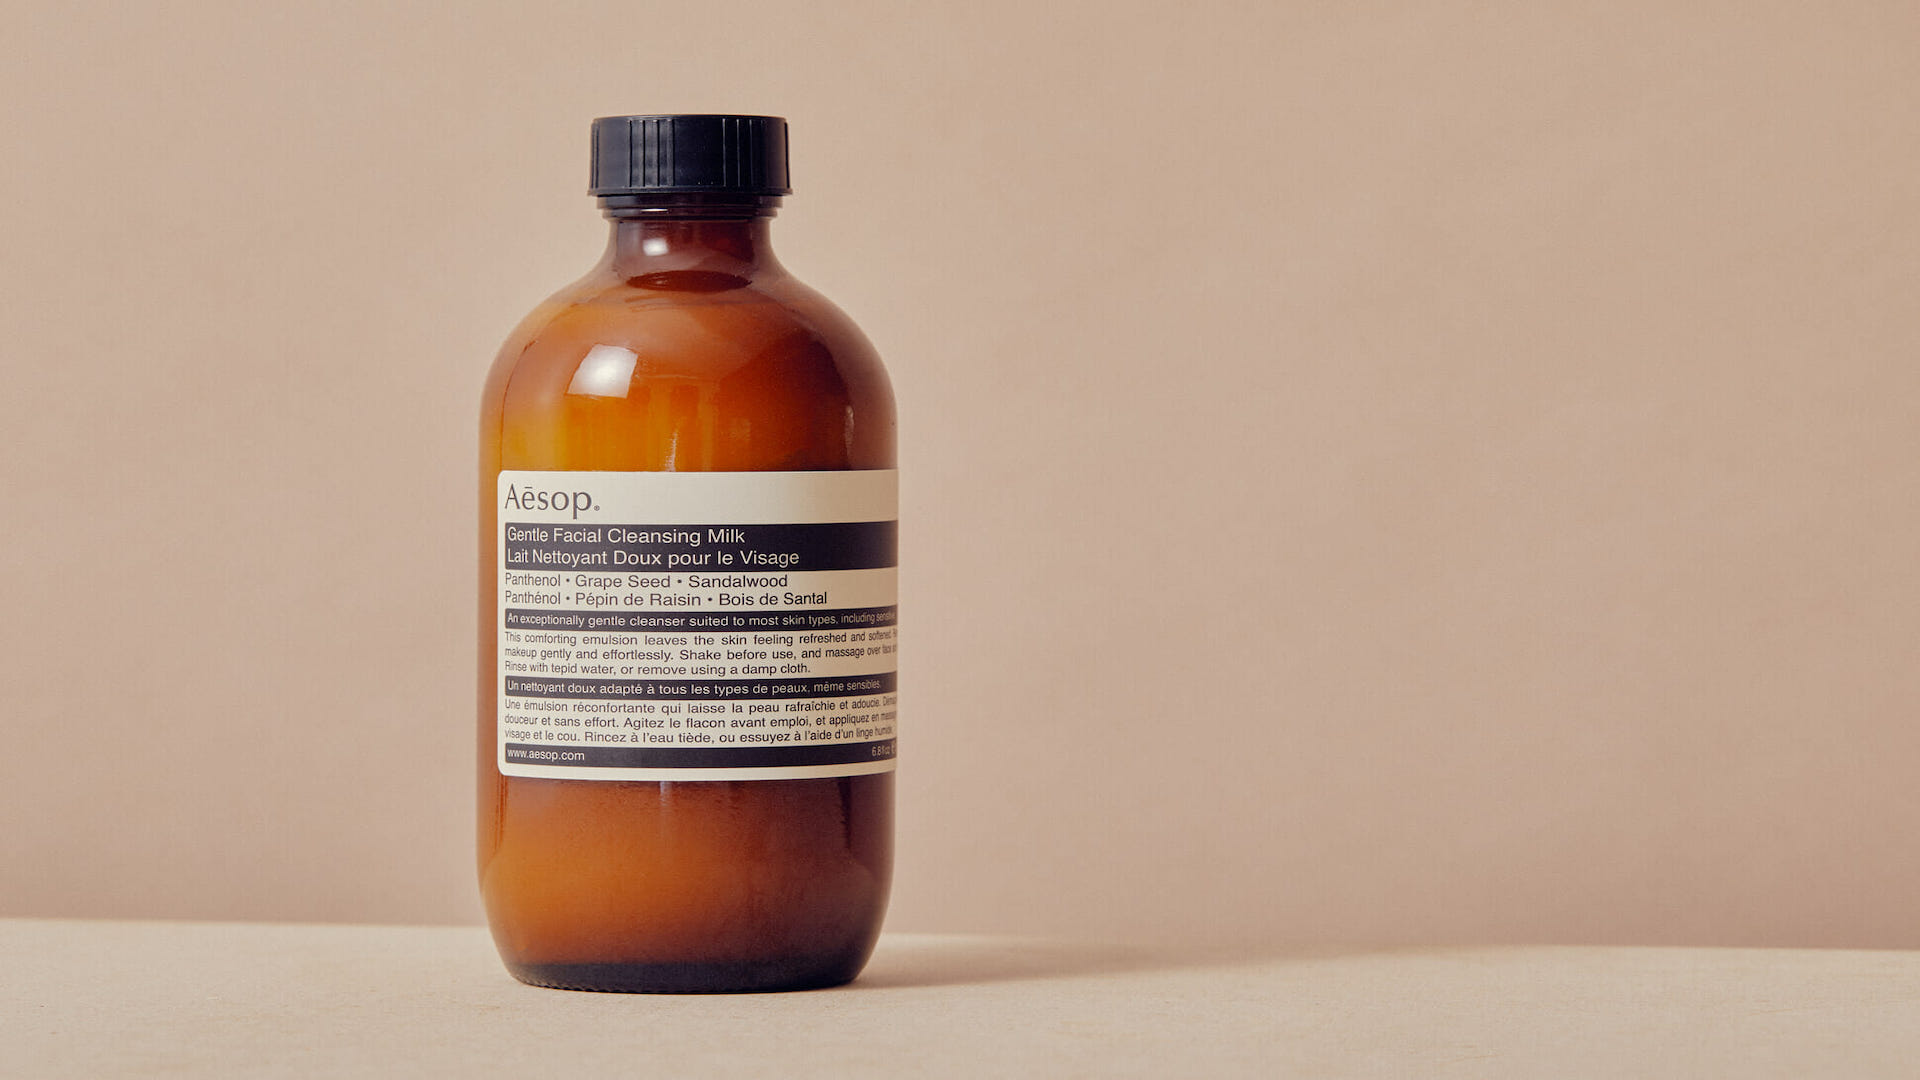 Aēsop.
Gentle Facial Cleansing Milk
Lait Nettoyant Doux pour le Visage
Panthenol • Grape Seed • Sandalwood
Panthénol • Pépin de Raisin • Bois de Santal
An exceptionally gentle cleanser suited to most skin types, including sensitive
This comforting emulsion leaves the skin feeling refreshed and softened.
makeup gently and effortlessly. Shake before use, and massage over face
Rinse with tepid water, or remove using a damp cloth.
Un nettoyant doux adapté à tous les types de peaux, même sensibles.
Une émulsion réconfortante qui laisse la peau rafraîchie et adoucie.
douceur et sans effort. Agitez le flacon avant emploi, et appliquez en
visage et le cou. Rincez à l'eau tiède, ou essuyez à l'aide d'un linge humide.
www.aesop.com 6.8 fl oz